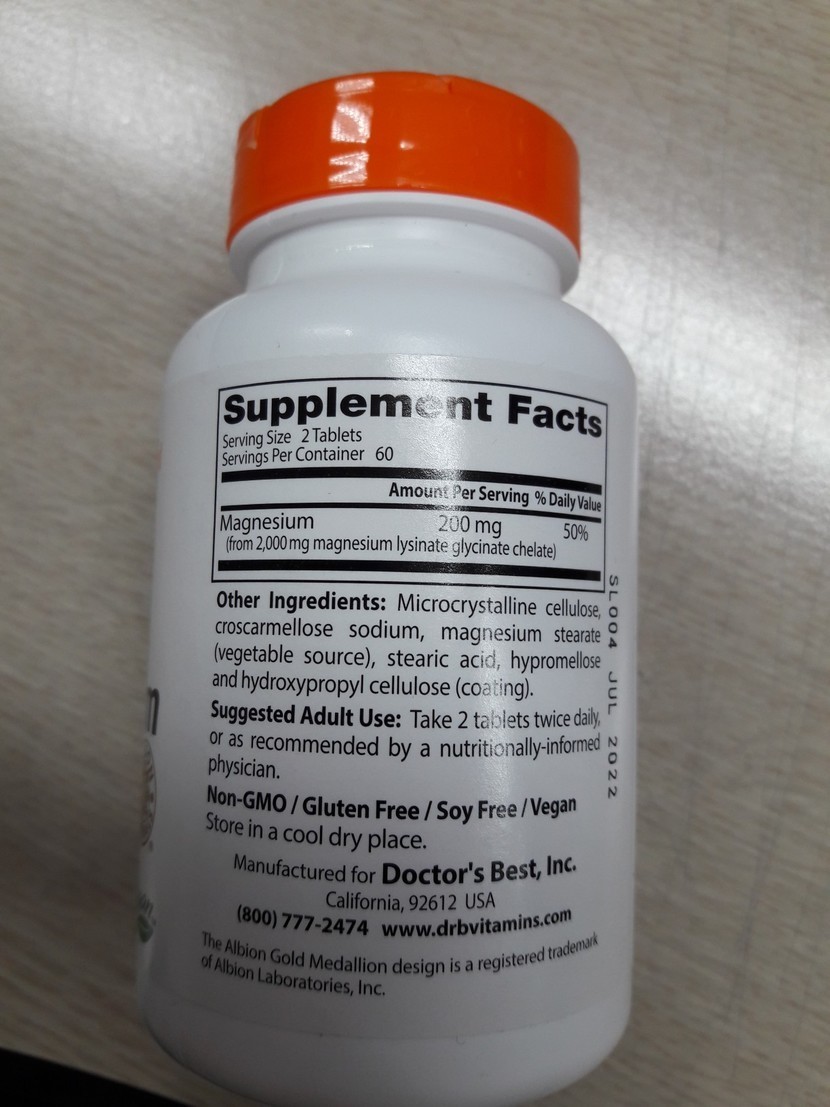 Supplement Facts
Serving Size 2 Tablets
Servings Per Container 60
Amount Per Serving % Daily Value
Magnesium 200 mg 50%
(from 2,000 mg magnesium lysinate glycinate chelate)
Other Ingredients: Microcrystalline cellulose,
croscarmellose sodium, magnesium stearate
(vegetable source), stearic acid, hypromellose
and hydroxypropyl cellulose (coating).
Suggested Adult Use: Take 2 tablets twice daily,
or as recommended by a nutritionally-informed
physician.
Non-GMO / Gluten Free / Soy Free / Vegan
Store in a cool dry place.
Manufactured for Doctor's Best, Inc.
California, 92612 USA
(800) 777-2474 www.drbvitamins.com
The Albion Gold Medallion design is a registered trademark
of Albion Laboratories, Inc.
SL004 JUL 2022